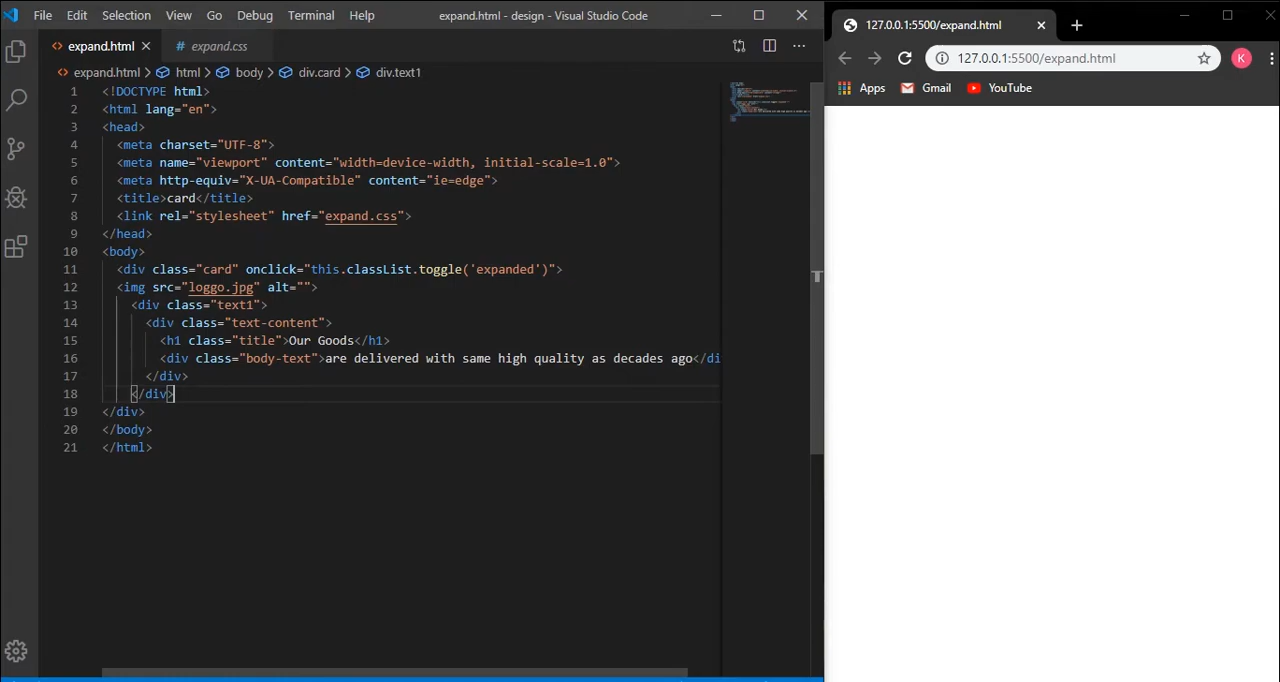 File Edit Selection View Go Debug Terminal Help expand.html - design - Visual Studio Code
expand.html # expand.css
expand.html > html > body > div.card > div.text1
1 <!DOCTYPE html>
2 <html lang="en">
3 <head>
4 <meta charset="UTF-8">
5 <meta name="viewport" content="width=device-width, initial-scale=1.0">
6 <meta http-equiv="X-UA-Compatible" content="ie=edge">
7 <title>card</title>
8 <link rel="stylesheet" href="expand.css">
9 </head>
10 <body>
11 <div class="card" onclick="this.classList.toggle('expanded')">
12 <img src="loggo.jpg" alt="">
13 <div class="text1">
14 <div class="text-content">
15 <h1 class="title">Our Goods</h1>
16 <div class="body-text">are delivered with same high quality as decades ago</di
17 </div>
18 </div>
19 </div>
20 </body>
21 </html>
127.0.0.1:5500/expand.html
127.0.0.1:5500/expand.html K
Apps Gmail YouTube